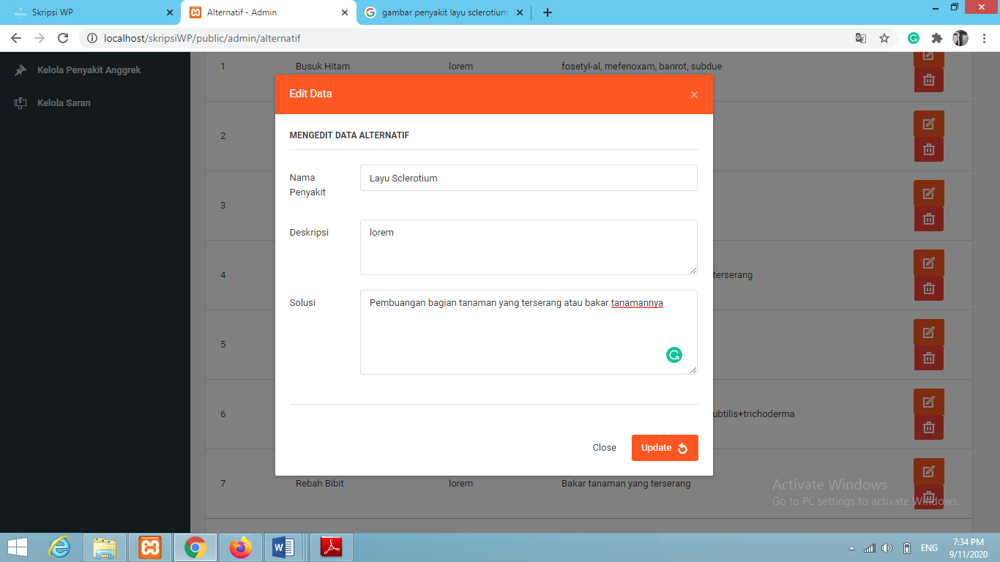 Skripsi WP
Alternatif - Admin
gambar penyakit layu sclerotium
localhost/skripsiWP/public/admin/alternatif
Kelola Penyakit Anggrek
Kelola Saran
1 Busuk Hitam lorem fosetyl-al, mefenoxam, banrot, subdue
Edit Data
MENGEDIT DATA ALTERNATIF
2
Nama
Penyakit
Layu Sclerotium
3
Deskripsi
lorem
4 terserang
Solusi
Pembuangan bagian tanaman yang terserang atau bakar tanamannya
5
6 ubtilis+trichoderma
Close
Update
7 Rebah Bibit lorem Bakar tanaman yang terserang
Activate Windows
Go to PC settings to activate Windows.
ENG
7:34 PM
9/11/2020